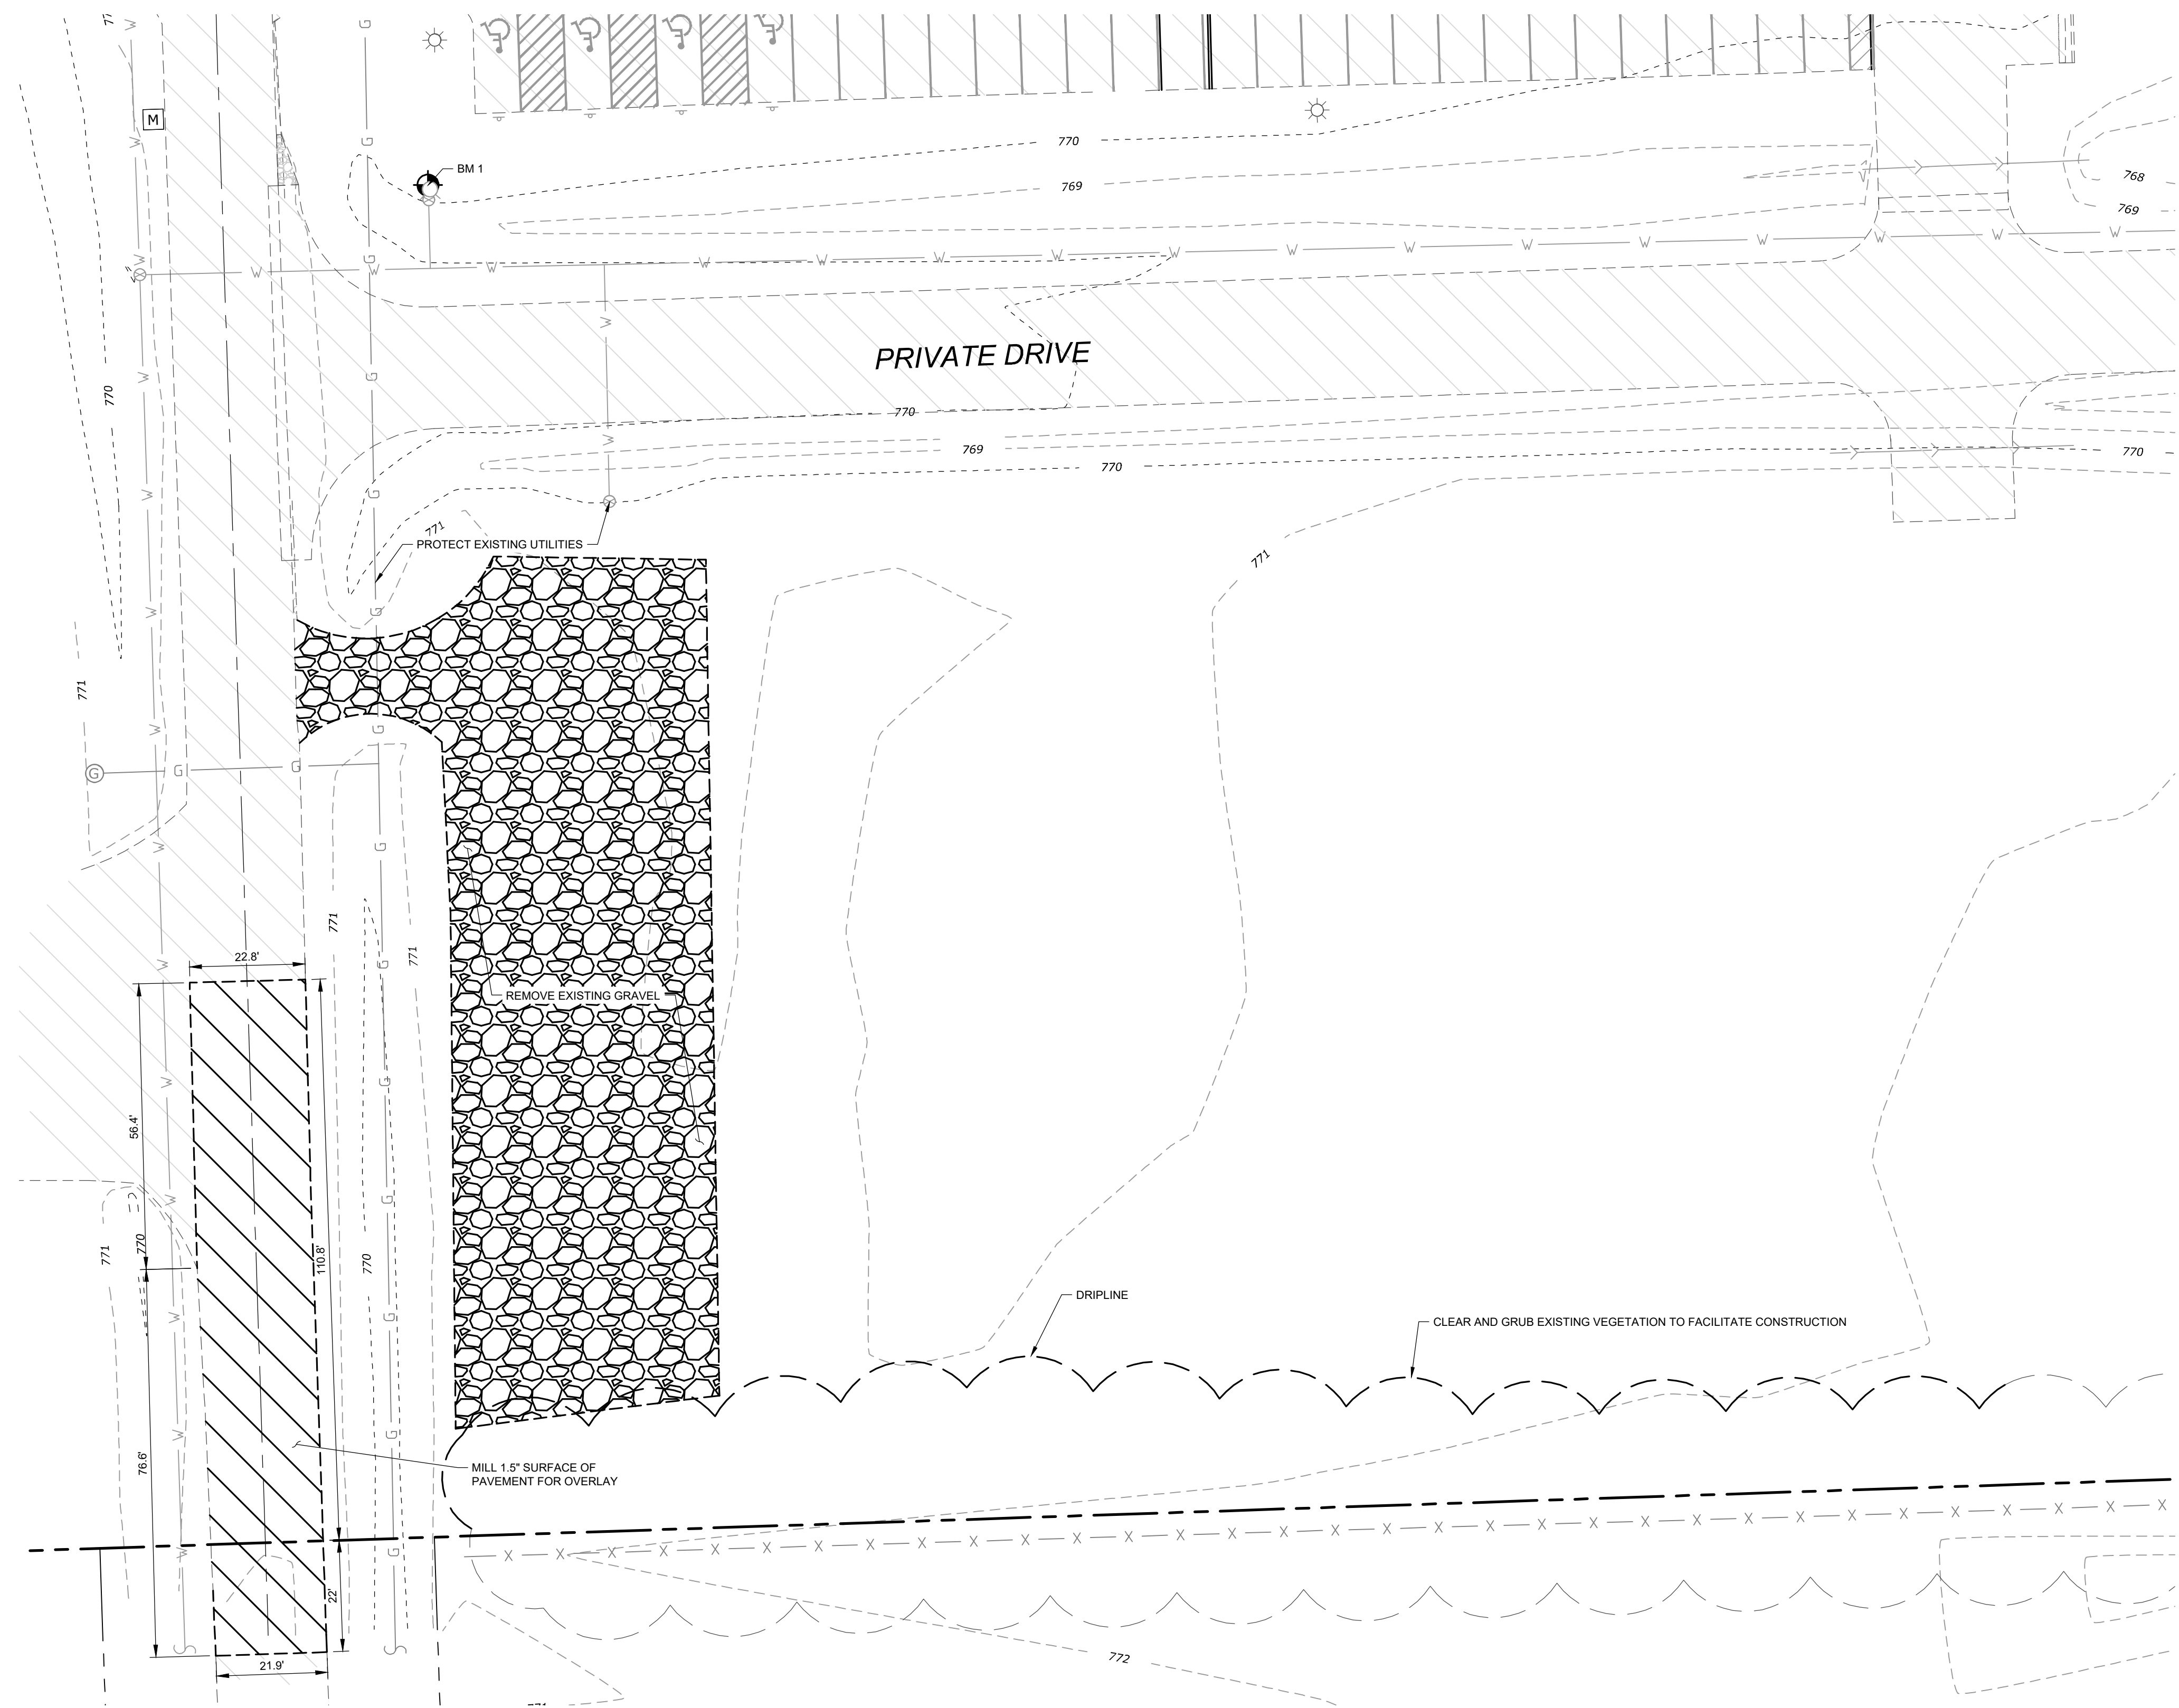 M
BM 1
770
769
768
769
W W W W W W W W W W W W W W W W W
PRIVATE DRIVE
770
770
769
770
770
771
PROTECT EXISTING UTILITIES
771
771
G G G
22.8'
771
771
REMOVE EXISTING GRAVEL
56.4'
110.8'
771
770
770
DRIPLINE
CLEAR AND GRUB EXISTING VEGETATION TO FACILITATE CONSTRUCTION
76.6'
MILL 1.5" SURFACE OF
PAVEMENT FOR OVERLAY
22'
21.9'
772